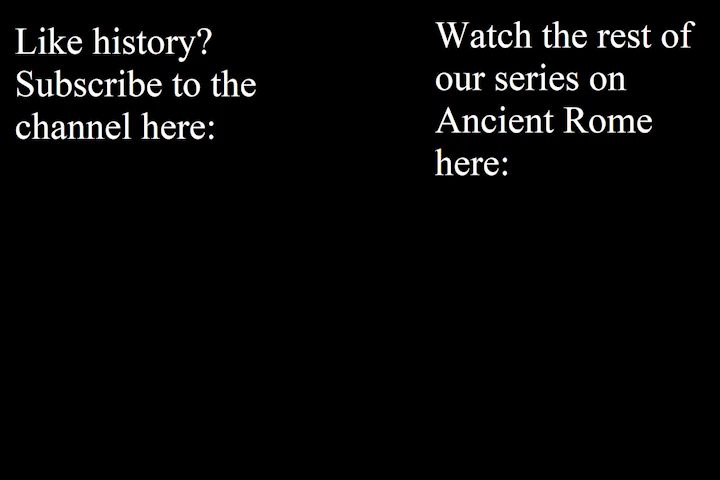 Like history?
Subscribe to the
channel here:
Watch the rest of
our series on
Ancient Rome
here: